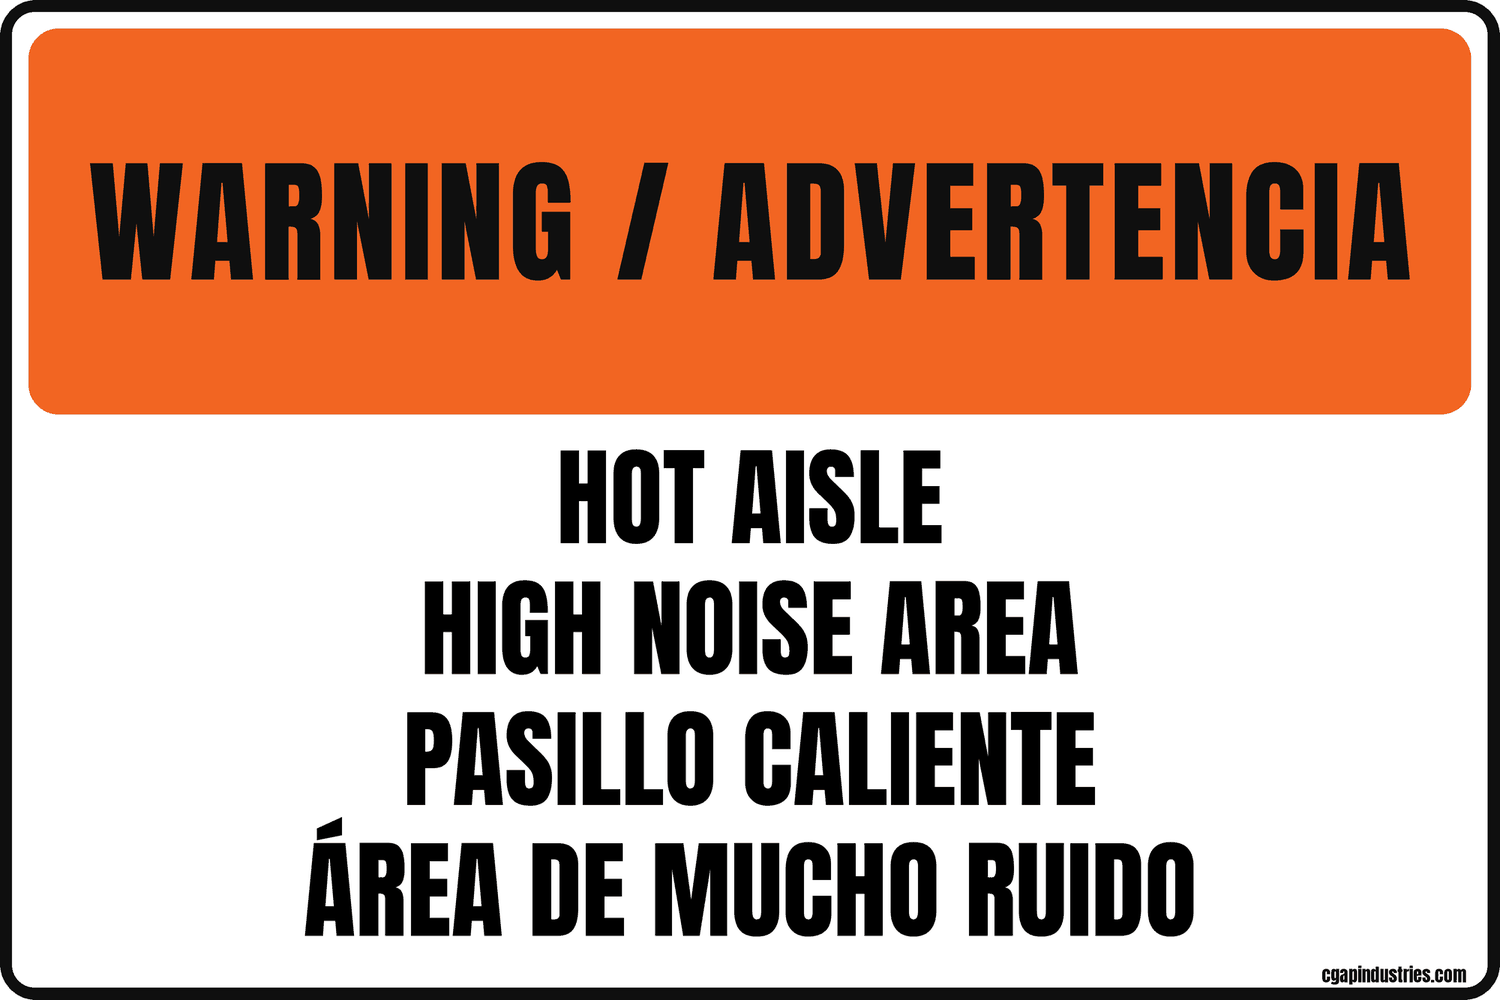 WARNING / ADVERTENCIA
HOT AISLE
HIGH NOISE AREA
PASILLO CALIENTE
ÁREA DE MUCHO RUIDO
cgapindustries.com